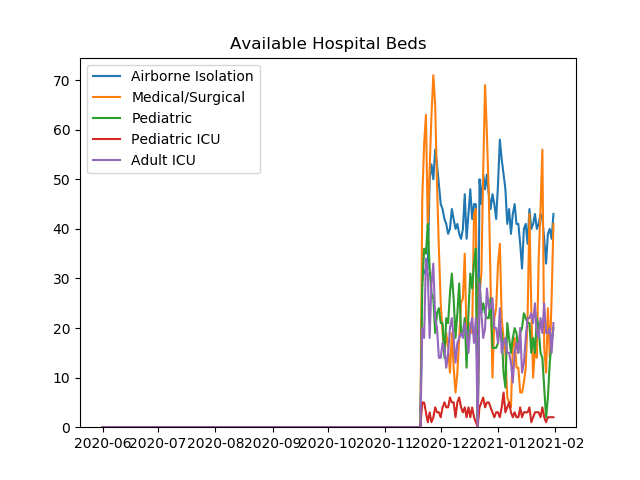 Available Hospital Beds
Airborne Isolation
Medical/Surgical
Pediatric
Pediatric ICU
Adult ICU
70
60
50
40
30
20
10
0
2020-06 2020-07 2020-08 2020-09 2020-10 2020-11 2020-12 2021-01 2021-02